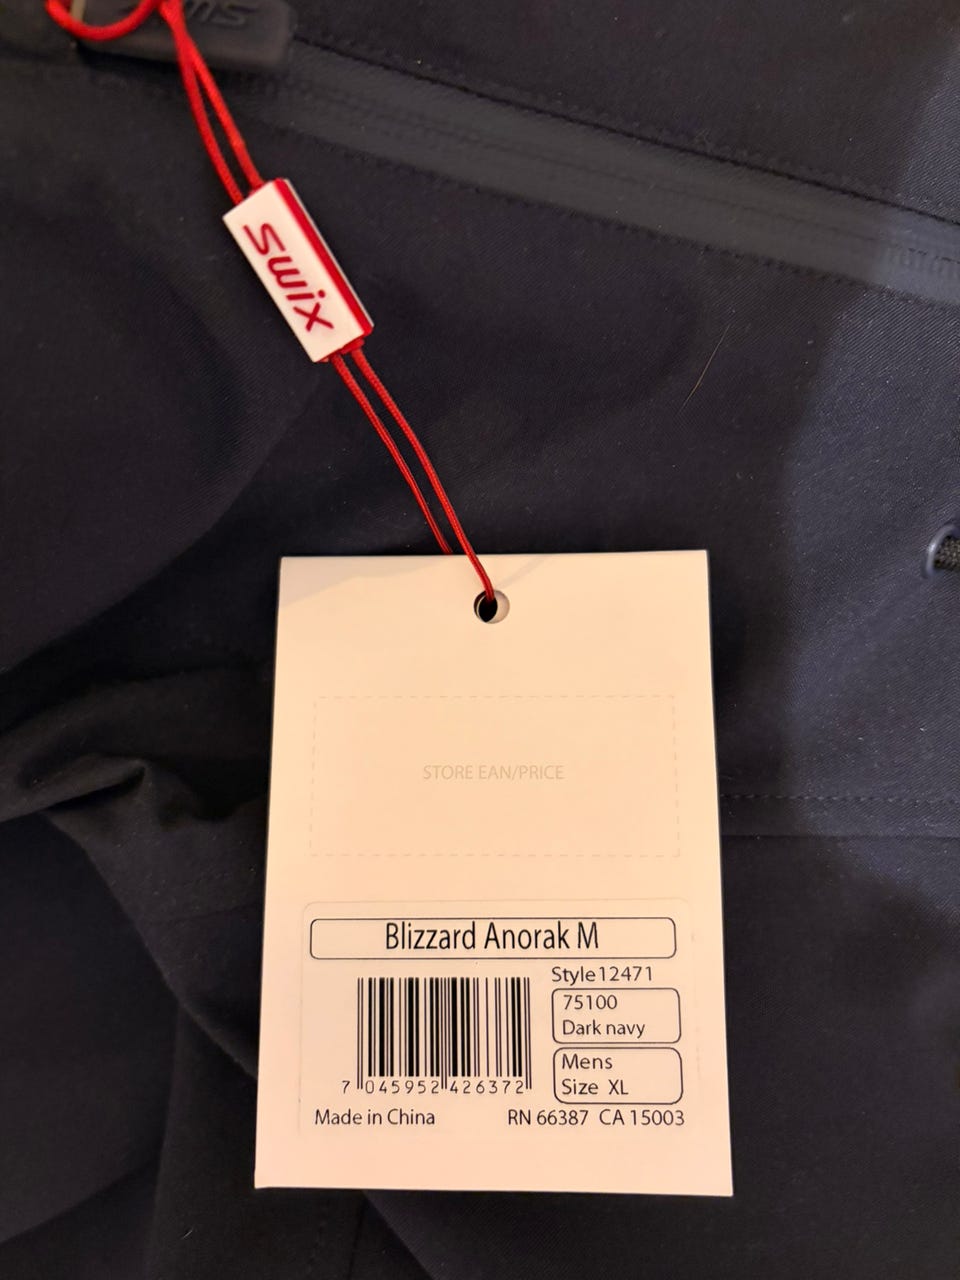 swix
STORE EAN/PRICE
Blizzard Anorak M
Style 12471
75100
Dark navy
Mens
Size XL
7 045952 426372
Made in China
RN 66387 CA 15003